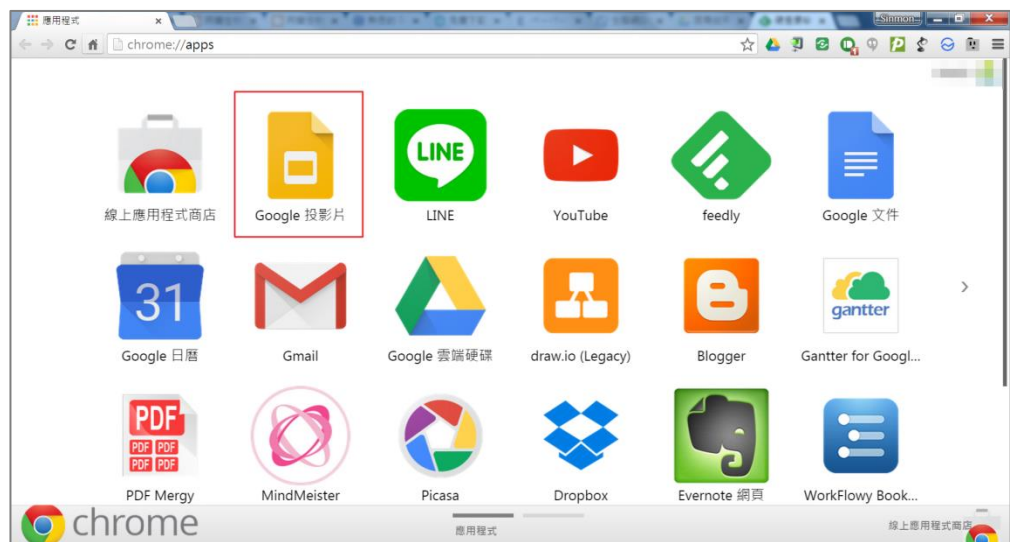 應用程式
Sinmon
chrome://apps
線上應用程式商店
Google 投影片
LINE
LINE
YouTube
feedly
Google 文件
31
Google 日曆
Gmail
Google 雲端硬碟
draw.io (Legacy)
Blogger
gantter
Gantter for Googl...
PDF
PDF PDF
PDF PDF
PDF Mergy
MindMeister
Picasa
Dropbox
Evernote 網頁
WorkFlowy Book...
chrome
應用程式
線上應用程式商店